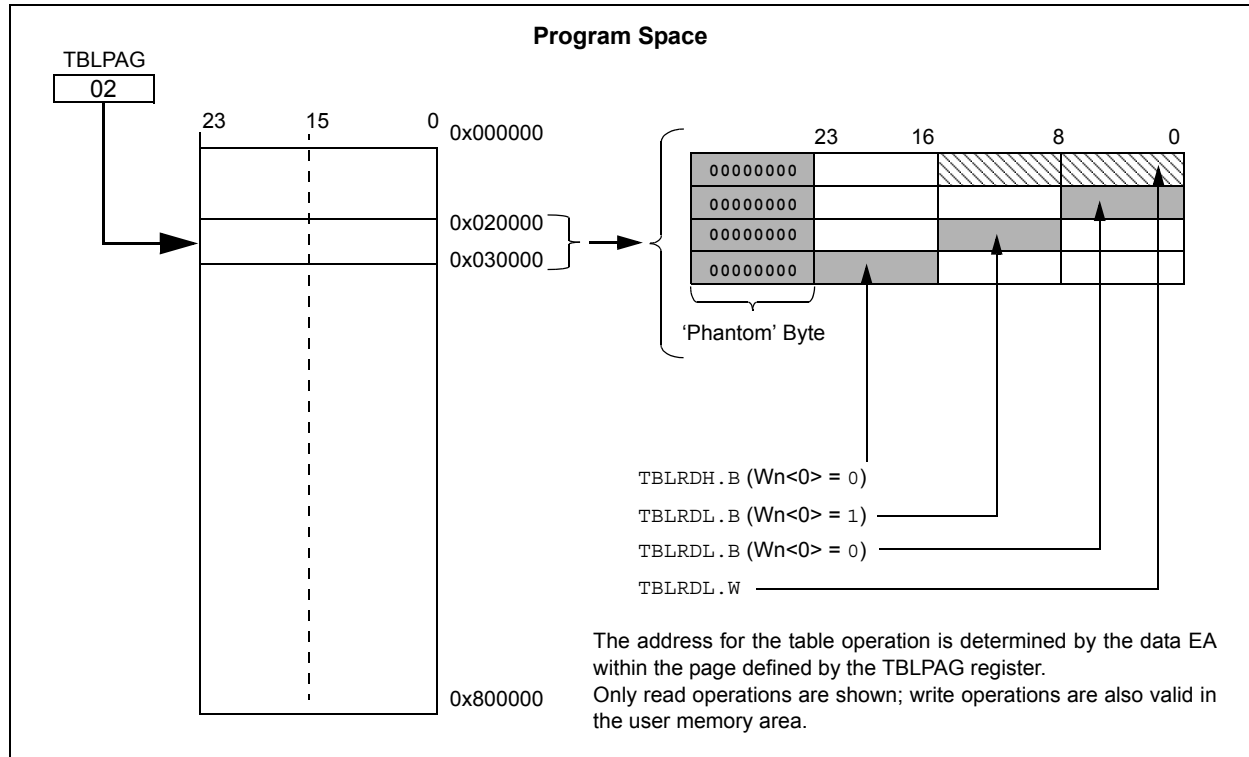 Program Space
TBLPAG
02
23 15 0
0x000000
0x020000
0x030000
0x800000
23 16 8 0
00000000
00000000
00000000
00000000
‘Phantom’ Byte
TBLRDH.B (Wn<0> = 0)
TBLRDL.B (Wn<0> = 1)
TBLRDL.B (Wn<0> = 0)
TBLRDL.W
The address for the table operation is determined by the data EA
within the page defined by the TBLPAG register.
Only read operations are shown; write operations are also valid in
the user memory area.